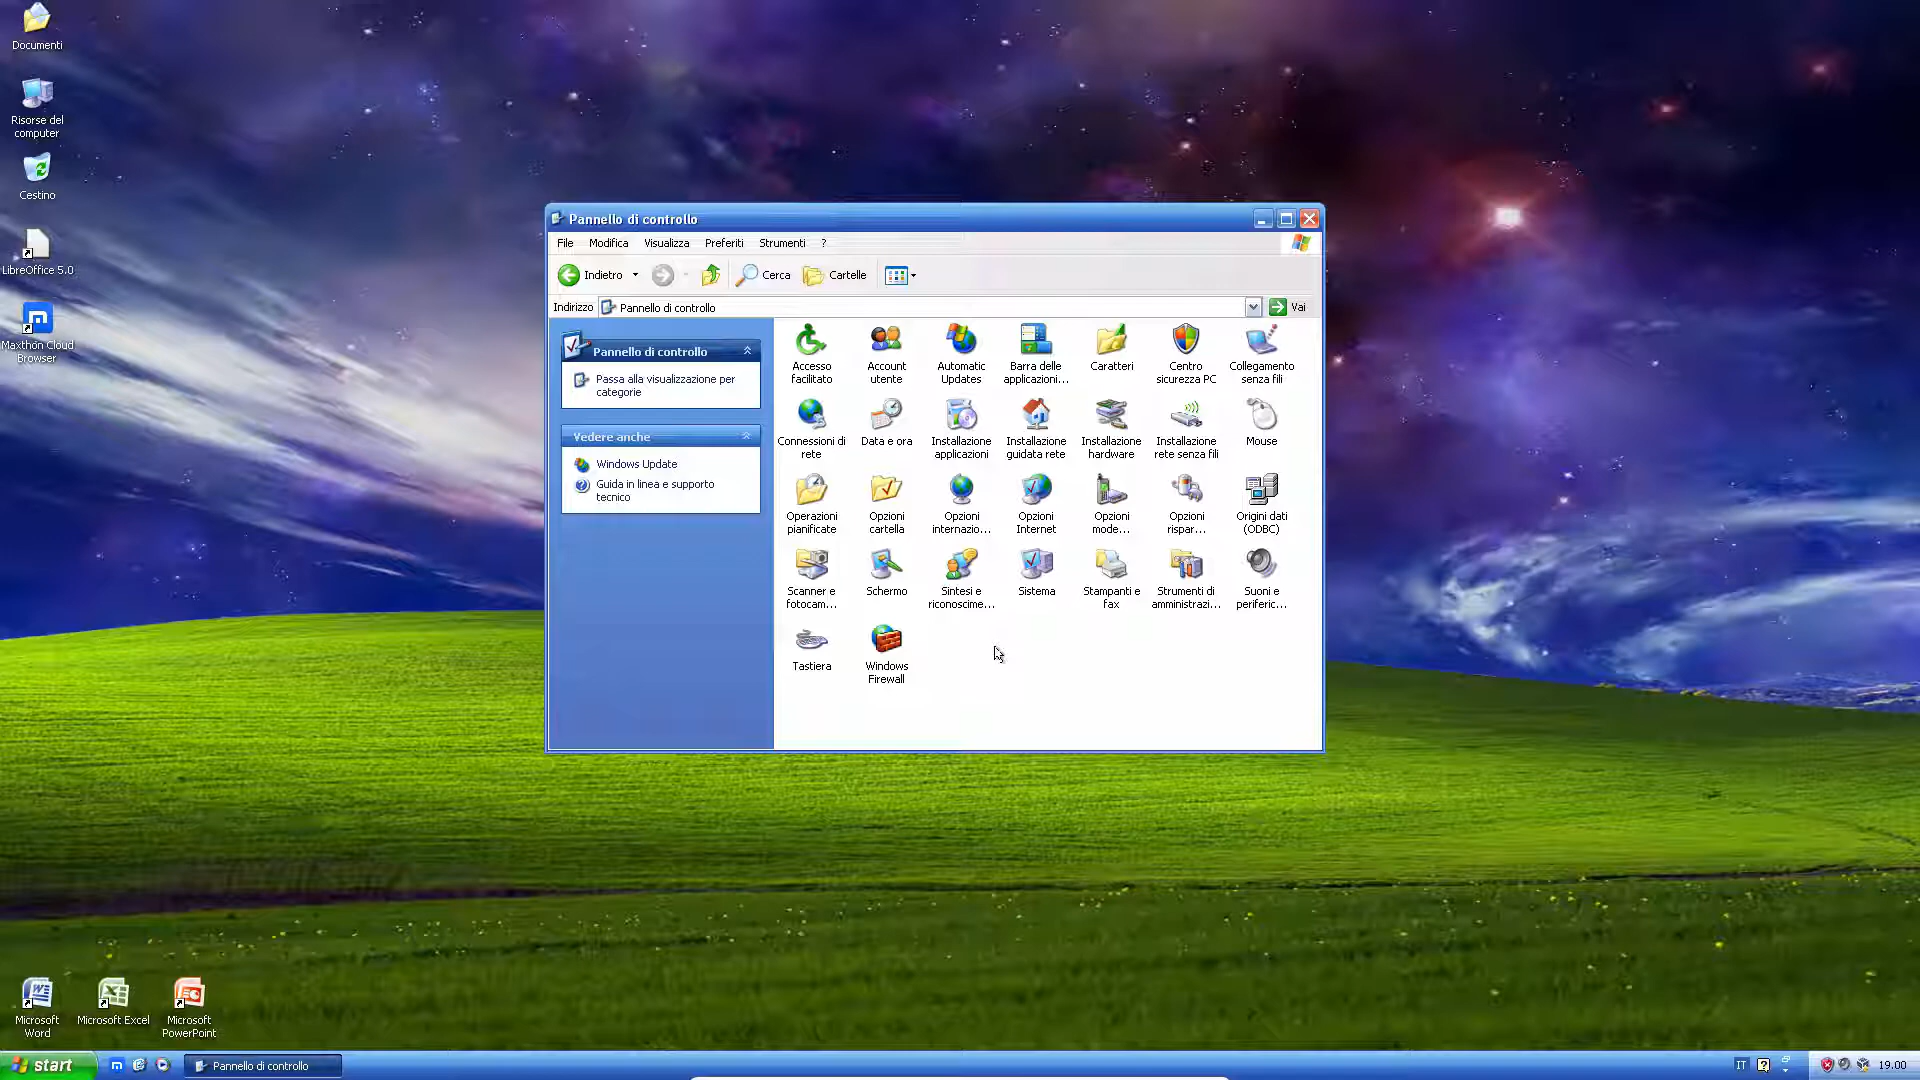 Documenti
Risorse del
computer
Cestino
LibreOffice 5.0
Maxthon Cloud
Browser
Pannello di controllo
File Modifica Visualizza Preferiti Strumenti ?
Indietro Cerca Cartelle
Indirizzo Pannello di controllo Vai
Pannello di controllo
Passa alla visualizzazione per
categorie
Vedere anche
Windows Update
Guida in linea e supporto
tecnico
Accesso
facilitato
Account
utente
Automatic
Updates
Barra delle
applicazioni...
Caratteri
Centro
sicurezza PC
Collegamento
senza fili
Connessioni di
rete
Data e ora
Installazione
applicazioni
Installazione
guidata rete
Installazione
hardware
Installazione
rete senza fili
Mouse
Operazioni
pianificate
Opzioni
cartella
Opzioni
internazio...
Opzioni
Internet
Opzioni
mode...
Opzioni
rispar...
Origini dati
(ODBC)
Scanner e
fotocam...
Schermo
Sintesi e
riconoscime...
Sistema
Stampanti e
fax
Strumenti di
amministrazi...
Suoni e
periferic...
Tastiera
Windows
Firewall
Microsoft
Word
Microsoft Excel
Microsoft
PowerPoint
start
Pannello di controllo
IT
19.00